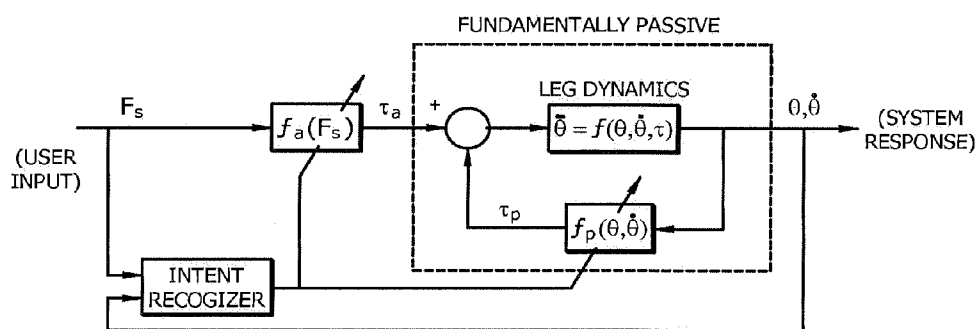 FUNDAMENTALLY PASSIVE
LEG DYNAMICS
F_s
f_a(F_s)
τ_a
+
θ̈ = f(θ,θ̇,τ)
θ,θ̇
(SYSTEM
RESPONSE)
(USER
INPUT)
τ_p
f_p(θ,θ̇)
INTENT
RECOGIZER